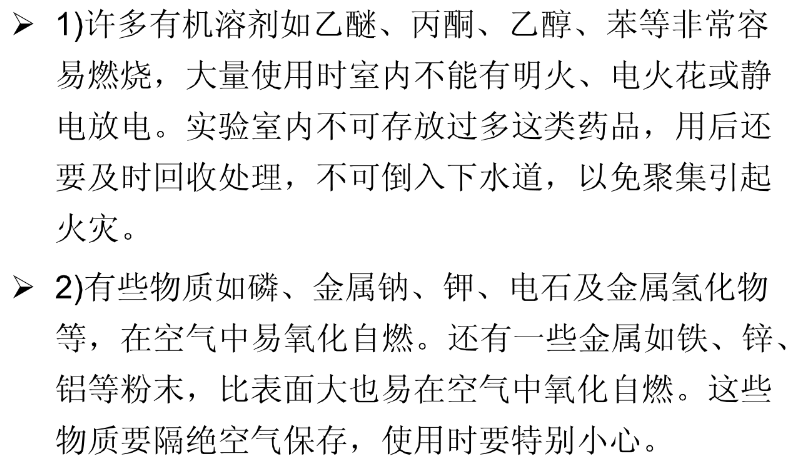 ➢ 1)许多有机溶剂如乙醚、丙酮、乙醇、苯等非常容
易燃烧，大量使用时室内不能有明火、电火花或静
电放电。实验室内不可存放过多这类药品，用后还
要及时回收处理，不可倒入下水道，以免聚集引起
火灾。
➢ 2)有些物质如磷、金属钠、钾、电石及金属氢化物
等，在空气中易氧化自燃。还有一些金属如铁、锌、
铝等粉末，比表面大也易在空气中氧化自燃。这些
物质要隔绝空气保存，使用时要特别小心。